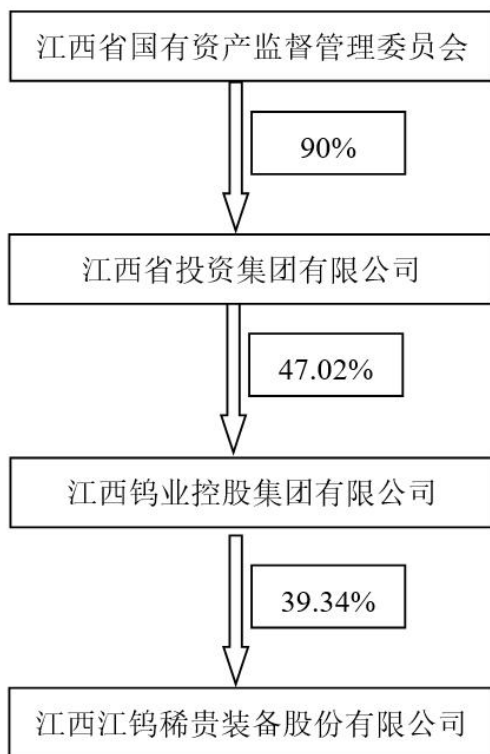 江西省国有资产监督管理委员会
90%
江西省投资集团有限公司
47.02%
江西钨业控股集团有限公司
39.34%
江西江钨稀贵装备股份有限公司